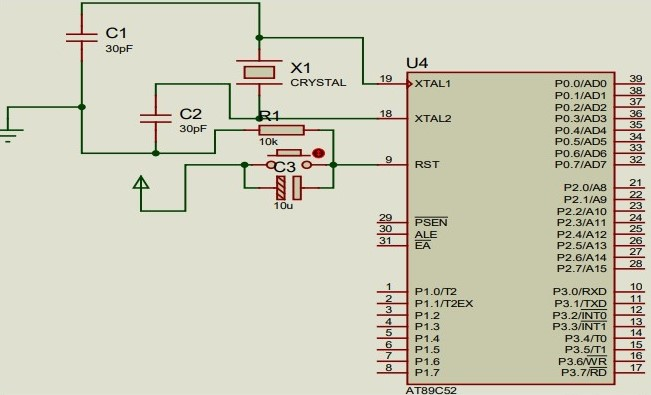 C1
30pF
X1
CRYSTAL
C2
30pF
R1
10k
C3
10u
U4
19 XTAL1
18 XTAL2
9 RST
29 PSEN
30 ALE
31 EA
1 P1.0/T2
2 P1.1/T2EX
3 P1.2
4 P1.3
5 P1.4
6 P1.5
7 P1.6
8 P1.7
P0.0/AD0 39
P0.1/AD1 38
P0.2/AD2 37
P0.3/AD3 36
P0.4/AD4 35
P0.5/AD5 34
P0.6/AD6 33
P0.7/AD7 32
P2.0/A8 21
P2.1/A9 22
P2.2/A10 23
P2.3/A11 24
P2.4/A12 25
P2.5/A13 26
P2.6/A14 27
P2.7/A15 28
P3.0/RXD 10
P3.1/TXD 11
P3.2/INT0 12
P3.3/INT1 13
P3.4/T0 14
P3.5/T1 15
P3.6/WR 16
P3.7/RD 17
AT89C52